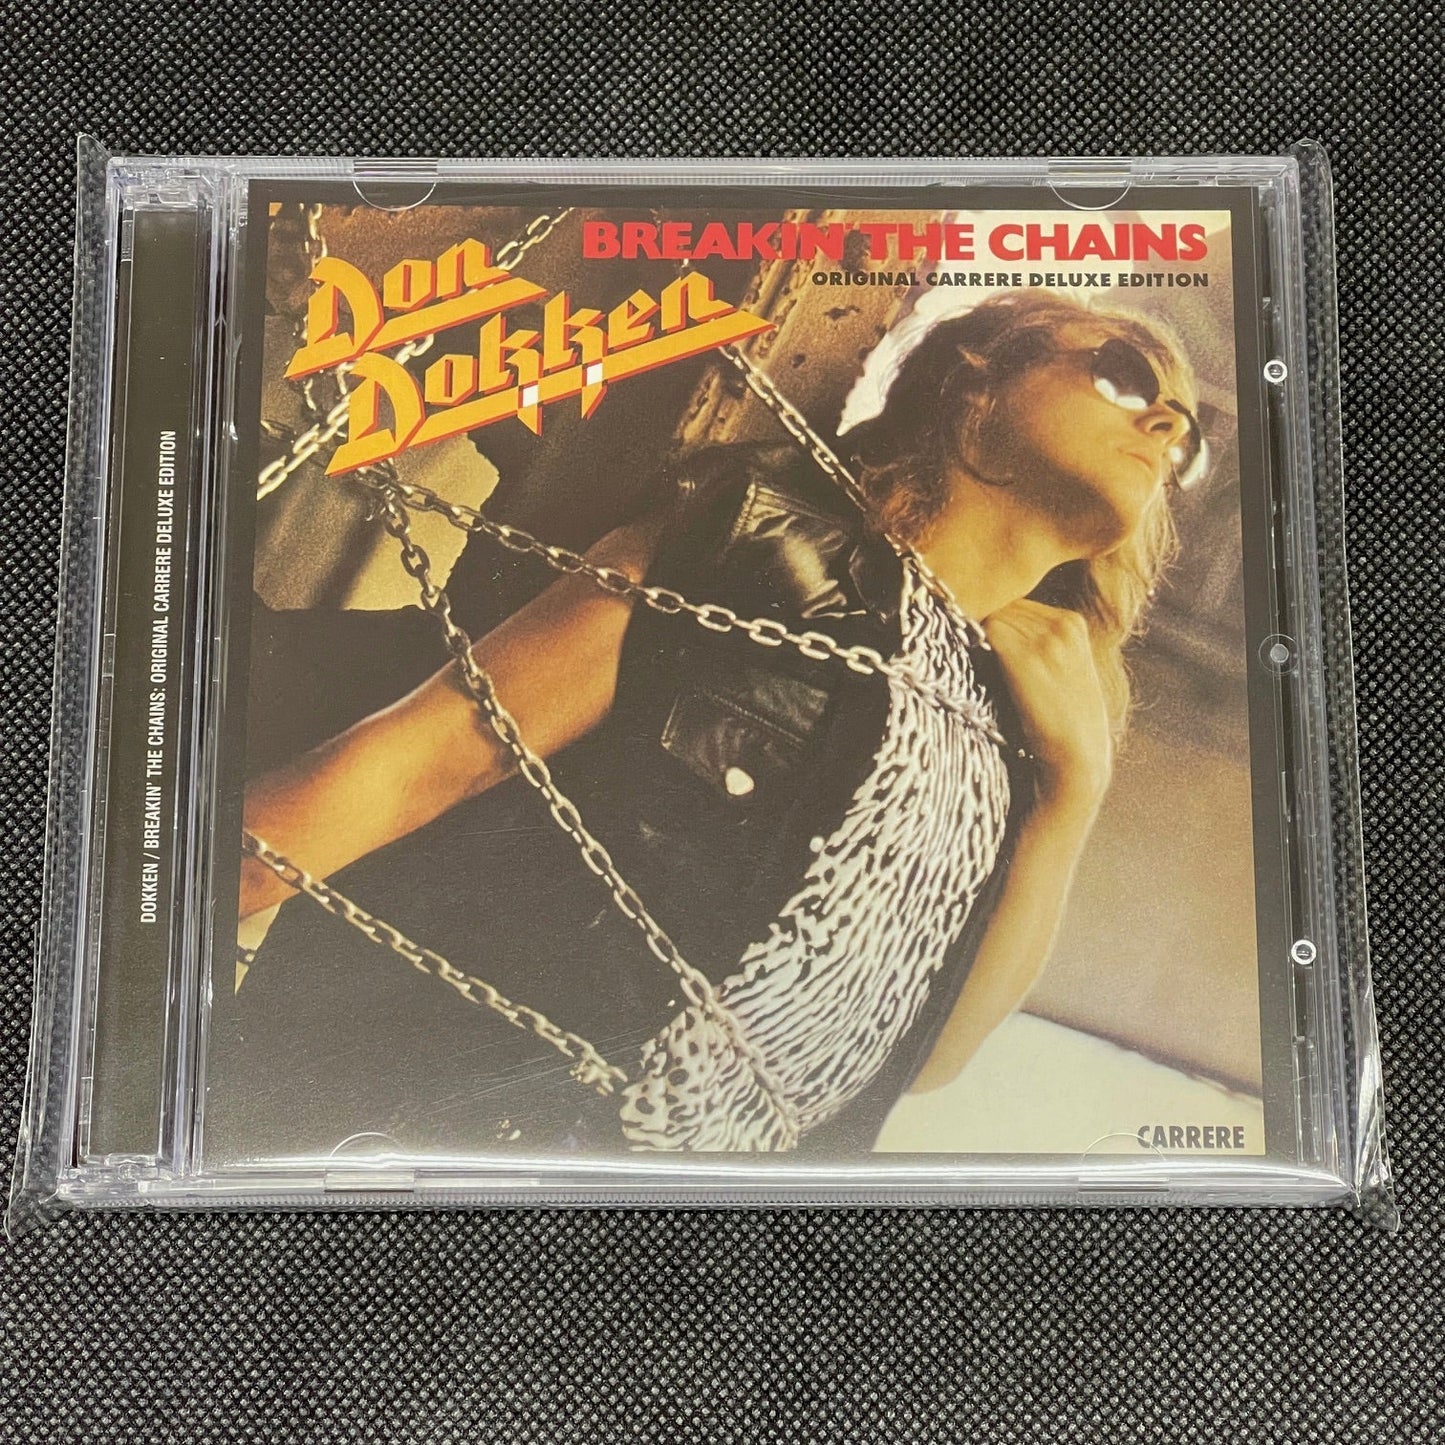 BREAKIN' THE CHAINS
ORIGINAL CARRERE DELUXE EDITION
Don
Dokken
DOKKEN / BREAKIN' THE CHAINS: ORIGINAL CARRERE DELUXE EDITION
CARRERE